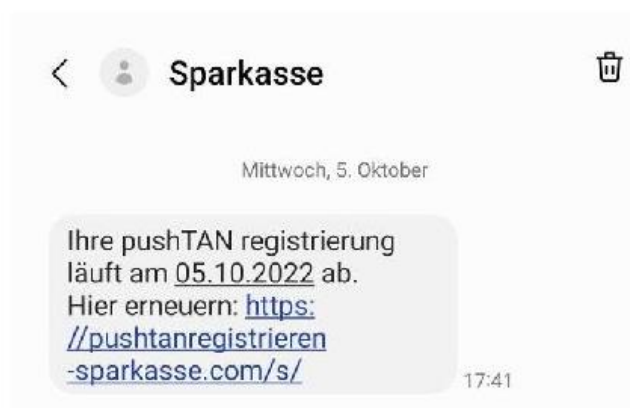 Sparkasse
Mittwoch, 5. Oktober
Ihre pushTAN registrierung
läuft am 05.10.2022 ab.
Hier erneuern: https:
//pushtanregistrieren
-sparkasse.com/s/
17:41